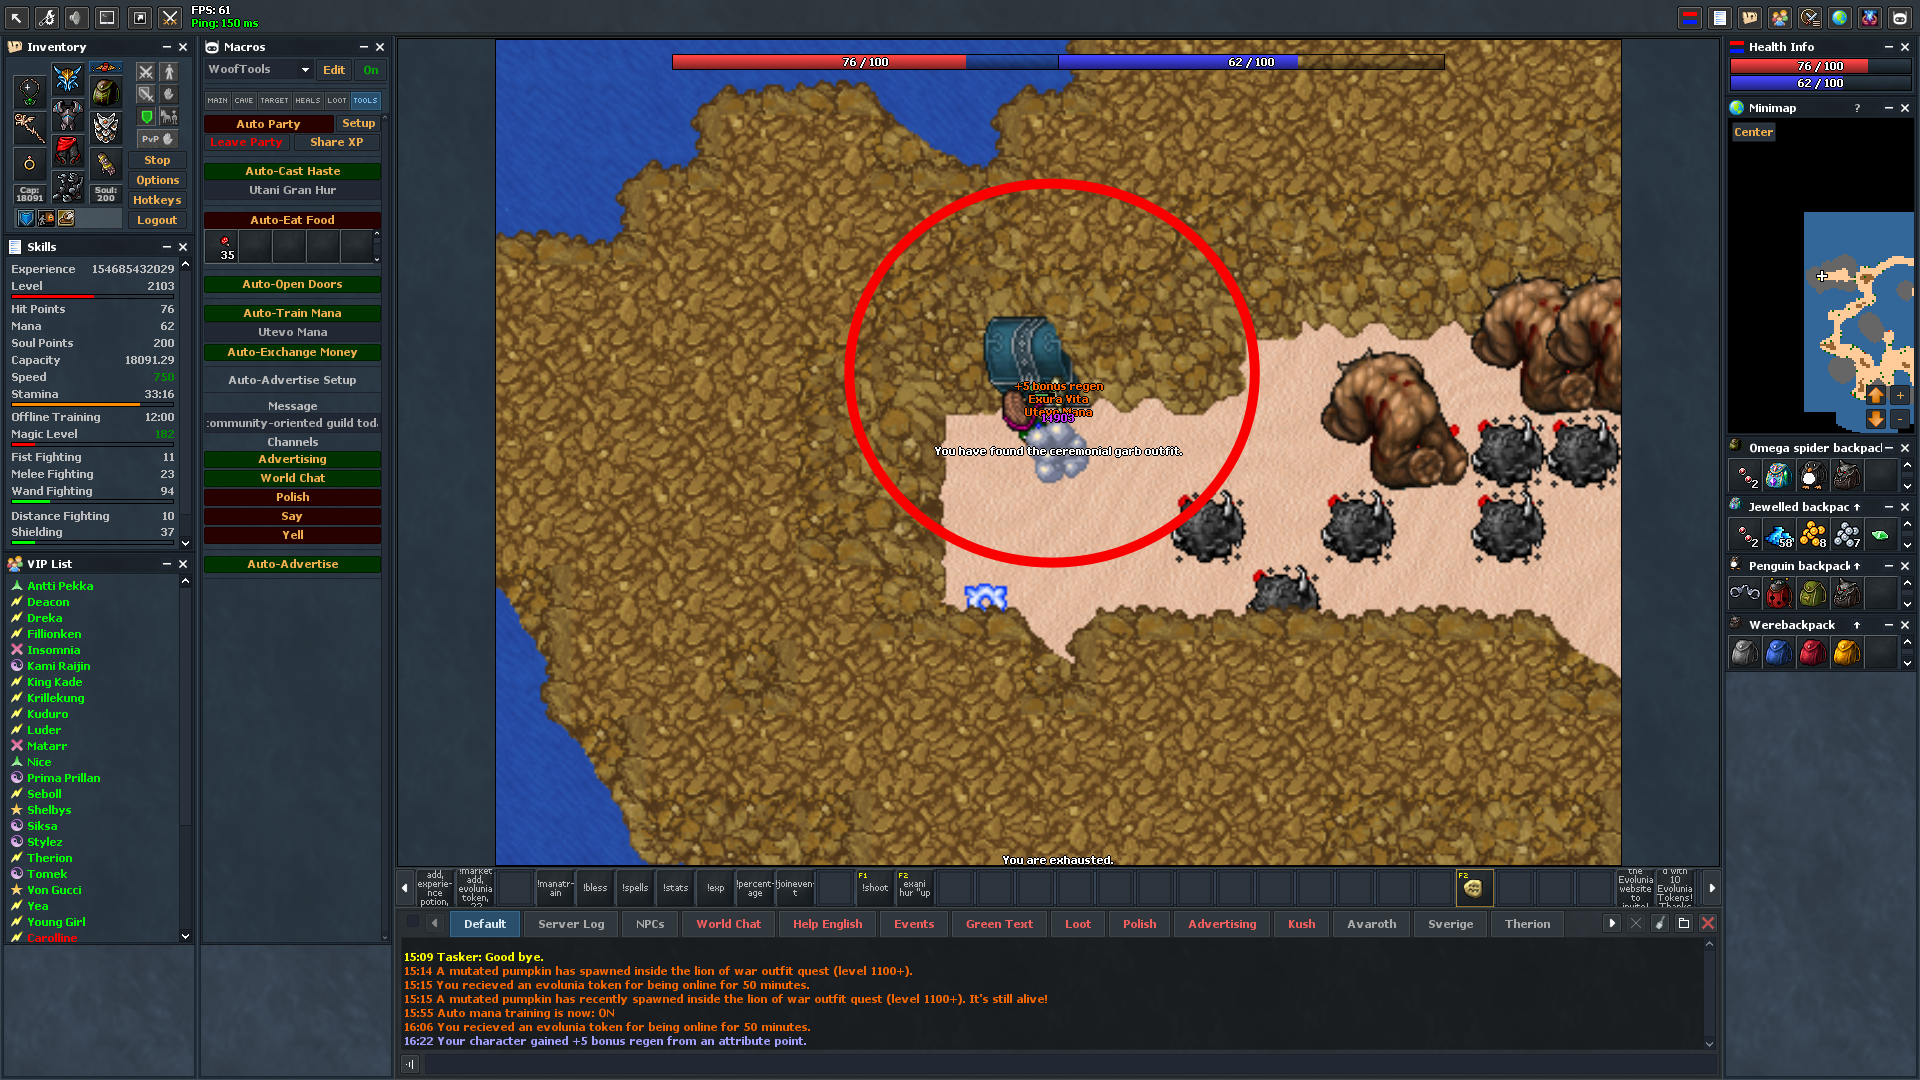 FPS: 61
Ping: 150 ms
Inventory
Cap:
18091
Soul:
200
PvP
Stop
Options
Hotkeys
Logout
Skills
Experience 154685432029
Level 2103
Hit Points 76
Mana 62
Soul Points 200
Capacity 18091.29
Speed 750
Stamina 33:16
Offline Training 12:00
Magic Level 182
Fist Fighting 11
Melee Fighting 23
Wand Fighting 94
Distance Fighting 10
Shielding 37
VIP List
Antti Pekka
Deacon
Dreka
Fillionken
Insomnia
Kami Raijin
King Kade
Krillekung
Kuduro
Luder
Matarr
Nice
Prima Prillan
Seboll
Shelbys
Siksa
Stylez
Therion
Tomek
Von Gucci
Yea
Young Girl
Carolline
Macros
WoofTools Edit On
MAIN CAVE TARGET HEALS LOOT TOOLS
Auto Party Setup
Leave Party Share XP
Auto-Cast Haste
Utani Gran Hur
Auto-Eat Food
35
Auto-Open Doors
Auto-Train Mana
Utevo Mana
Auto-Exchange Money
Auto-Advertise Setup
Message
:ommunity-oriented guild tod
Channels
Advertising
World Chat
Polish
Say
Yell
Auto-Advertise
76 / 100 62 / 100
+5 bonus regen
Exura Vita
Utevo Mana
You have found the ceremonial garb outfit.
You are exhausted.
add, experie-nce potion,
!market add, evolunia token,
!manatr-ain
!bless
!spells
!stats
!exp
!percent-age
!joineven-t
F1
!shoot
F2
exani hur "up
F2
the Evolunia website to
with 10 Evolunia Tokens!
Default Server Log NPCs World Chat Help English Events Green Text Loot Polish Advertising Kush Avaroth Sverige Therion
15:09 Tasker: Good bye.
15:14 A mutated pumpkin has spawned inside the lion of war outfit quest (level 1100+).
15:15 You recieved an evolunia token for being online for 50 minutes.
15:15 A mutated pumpkin has recently spawned inside the lion of war outfit quest (level 1100+). It's still alive!
15:55 Auto mana training is now: ON
16:06 You recieved an evolunia token for being online for 50 minutes.
16:22 Your character gained +5 bonus regen from an attribute point.
Health Info
76 / 100
62 / 100
Minimap ?
Center
Omega spider backpac
2
Jewelled backpac
2 58 8 7
Penguin backpack
Werebackpack